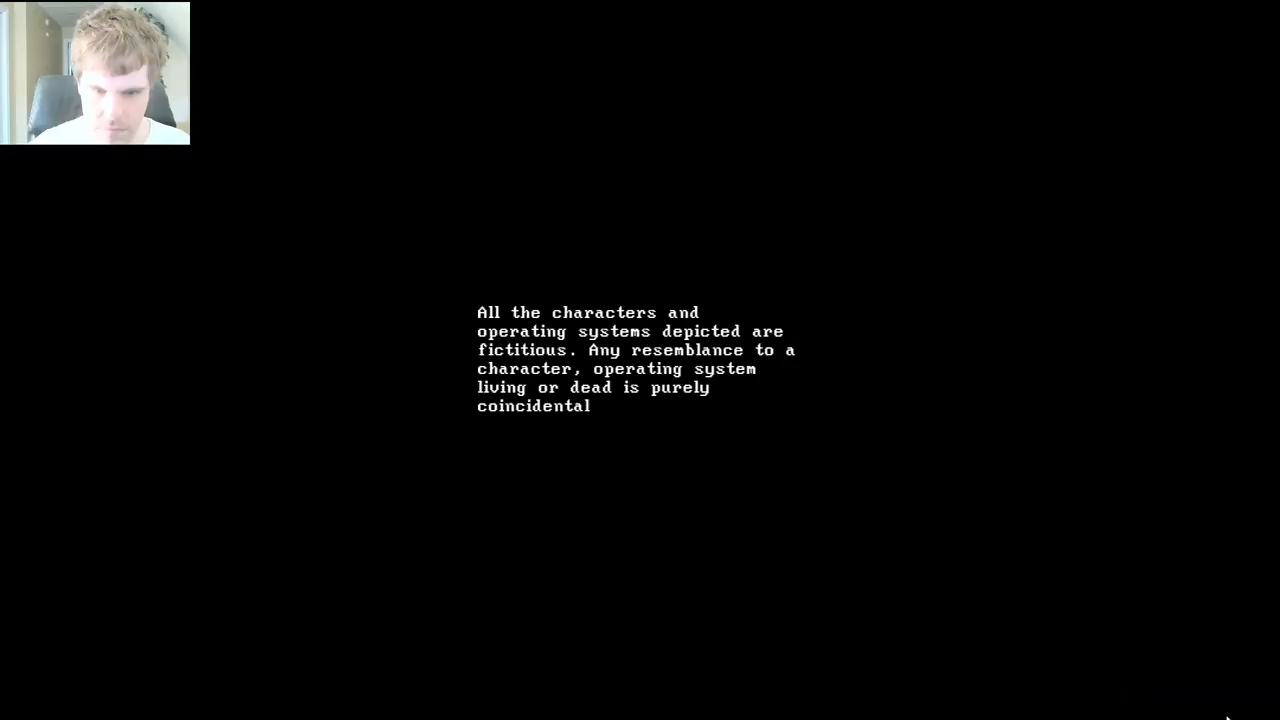 All the characters and
operating systems depicted are
fictitious. Any resemblance to a
character, operating system
living or dead is purely
coincidental